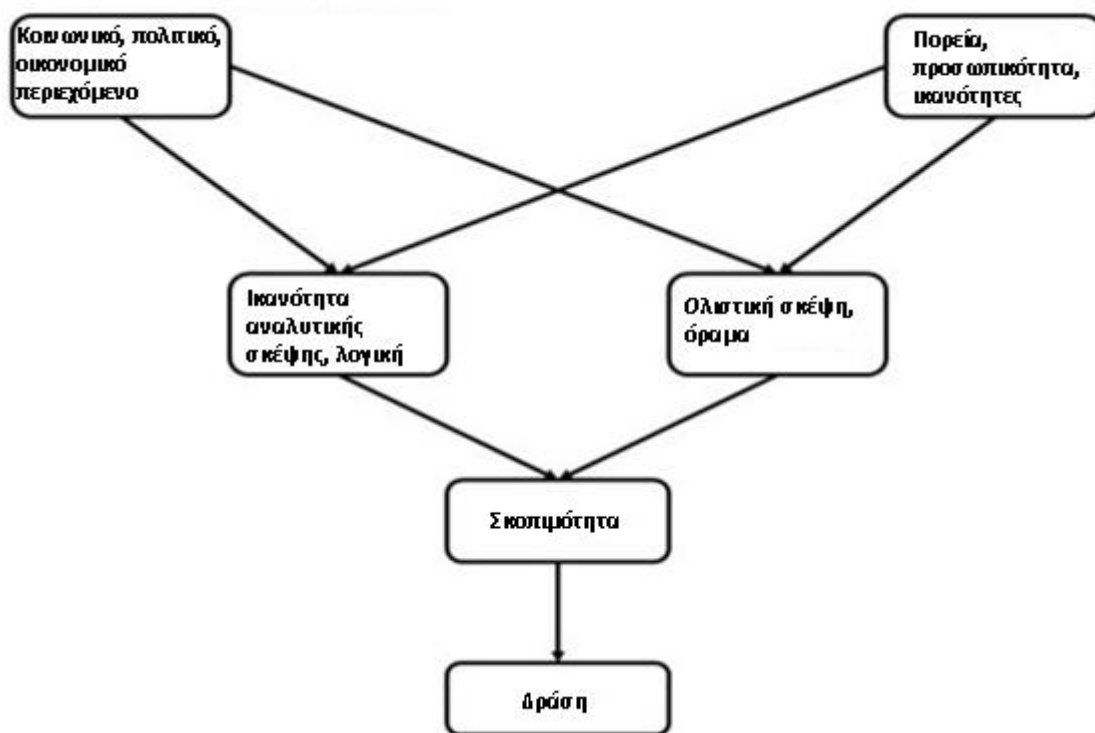 Κοινωνικό, πολιτικό,
οικονομικό
περιεχόμενο
Πορεία,
προσωπικότητα,
ικανότητες
Ικανότητα
αναλυτικής
σκέψης, λογική
Ολιστική σκέψη,
όραμα
Σκοπιμότητα
Δράση